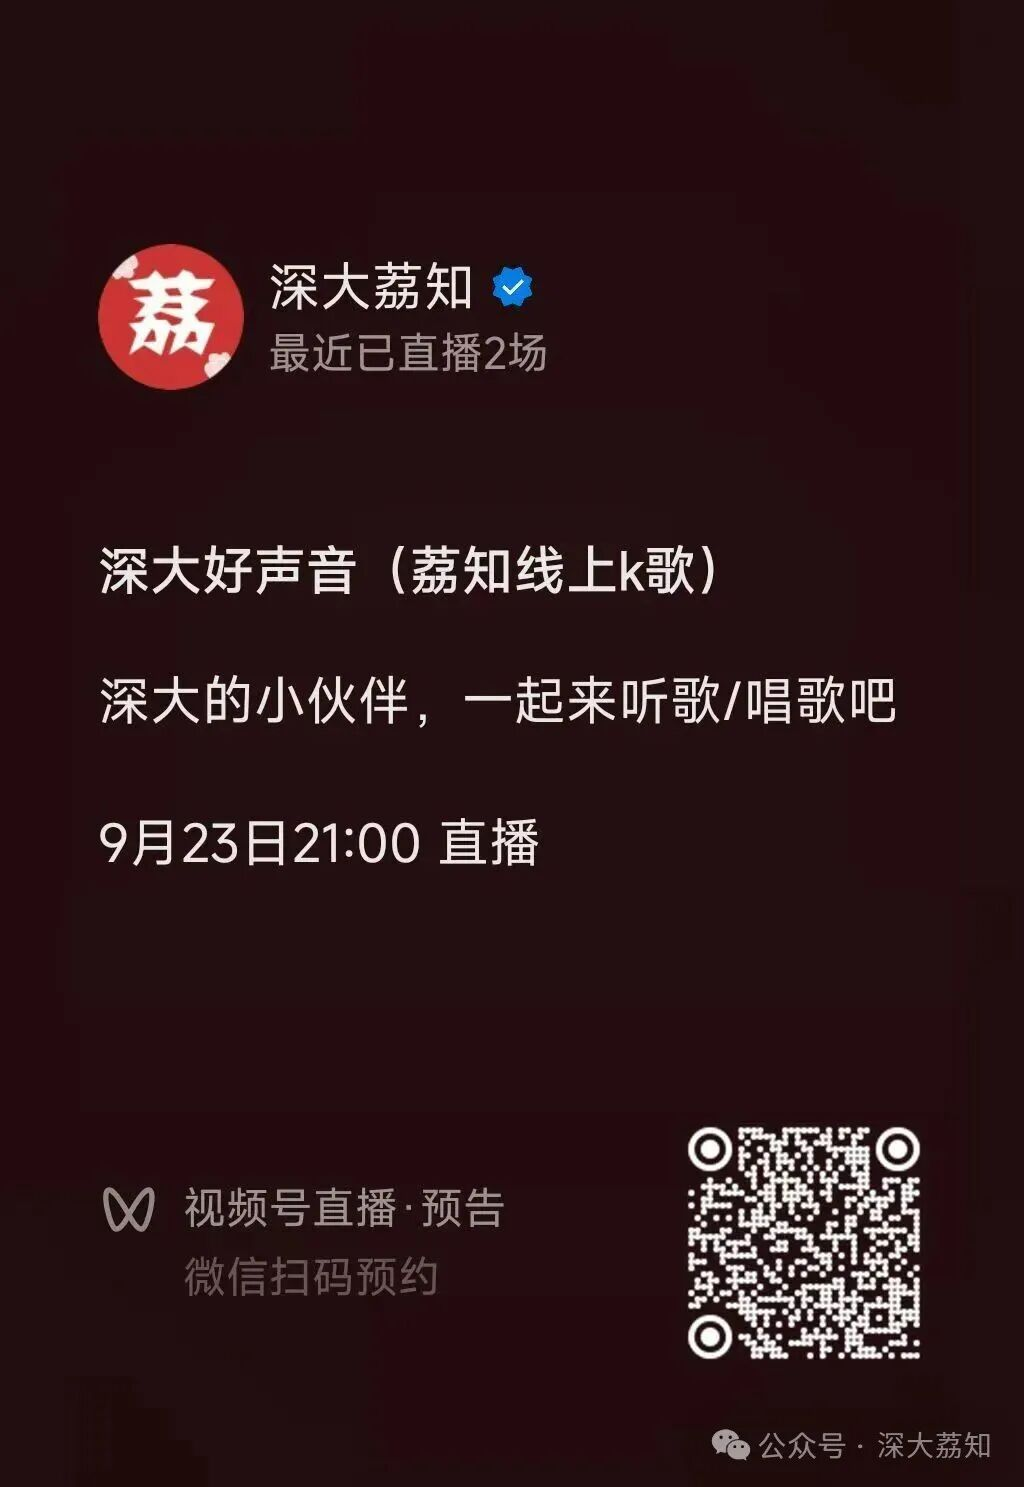 荔
深大荔知
最近已直播2场
深大好声音（荔知线上k歌）
深大的小伙伴，一起来听歌/唱歌吧
9月23日21:00 直播
视频号直播·预告
微信扫码预约
公众号 · 深大荔知